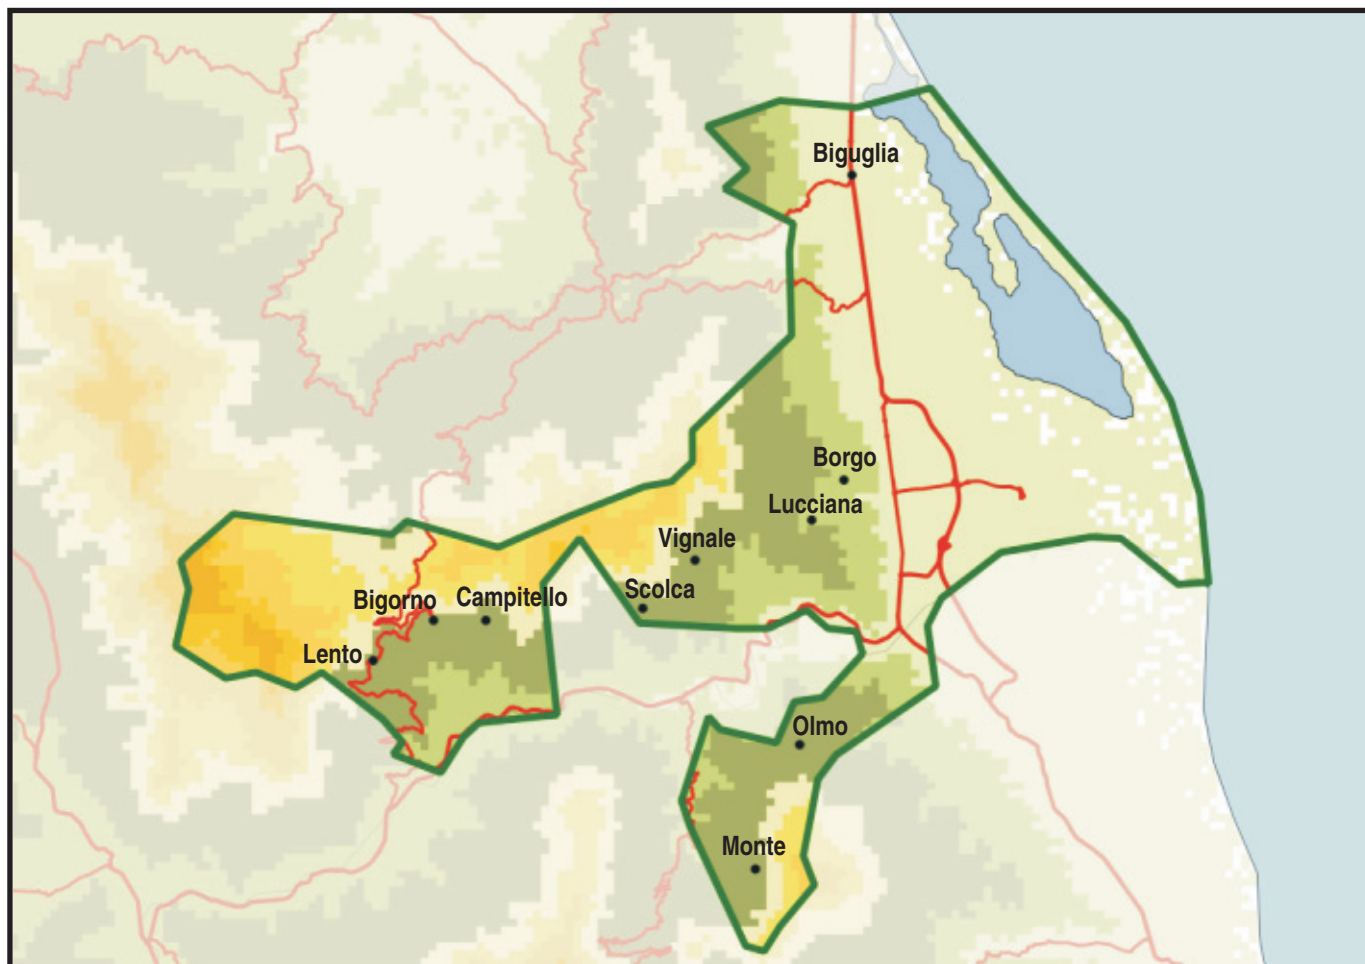 Biguglia
Borgo
Lucciana
Vignale
Scolca
Bigorno
Campitello
Lento
Olmo
Monte